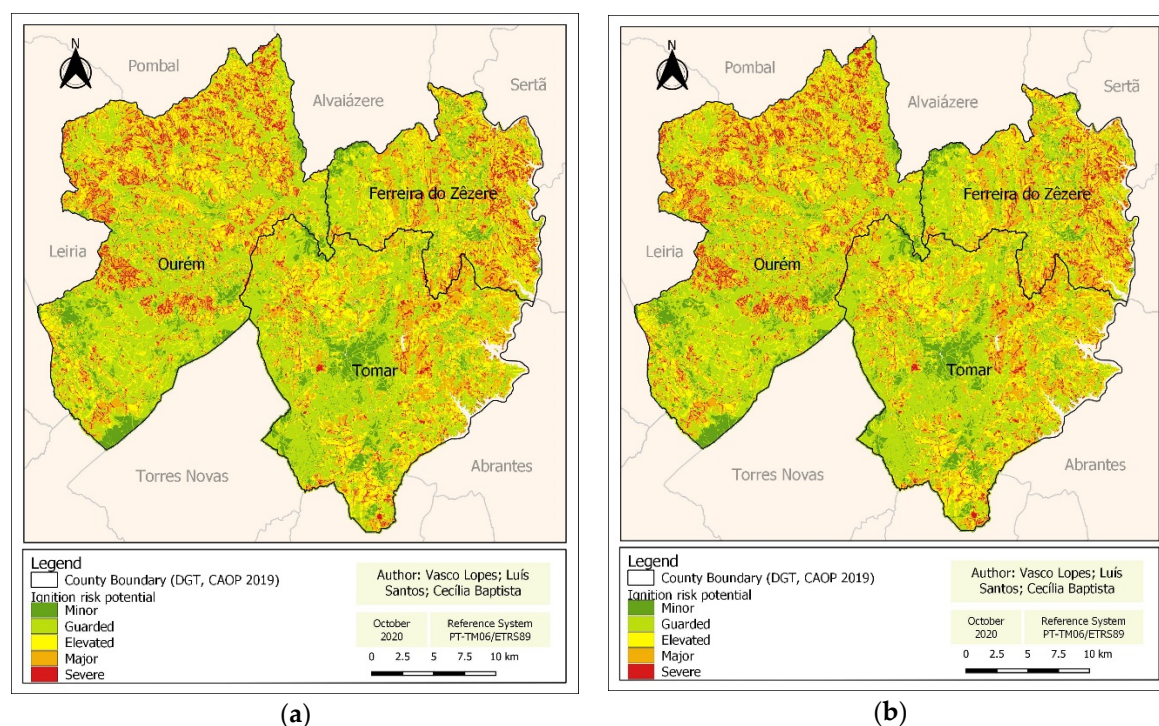 N
Pombal
Sertã
Alvaiázere
Ferreira do Zêzere
Leiria
Ourém
Tomar
Torres Novas
Abrantes
Legend
County Boundary (DGT, CAOP 2019)
Ignition risk potential
Minor
Guarded
Elevated
Major
Severe
Author: Vasco Lopes; Luís
Santos; Cecília Baptista
October
2020
Reference System
PT-TM06/ETRS89
0 2.5 5 7.5 10 km
(a)
N
Pombal
Sertã
Alvaiázere
Ferreira do Zêzere
Leiria
Ourém
Tomar
Torres Novas
Abrantes
Legend
County Boundary (DGT, CAOP 2019)
Ignition risk potential
Minor
Guarded
Elevated
Major
Severe
Author: Vasco Lopes; Luís
Santos; Cecília Baptista
October
2020
Reference System
PT-TM06/ETRS89
0 2.5 5 7.5 10 km
(b)